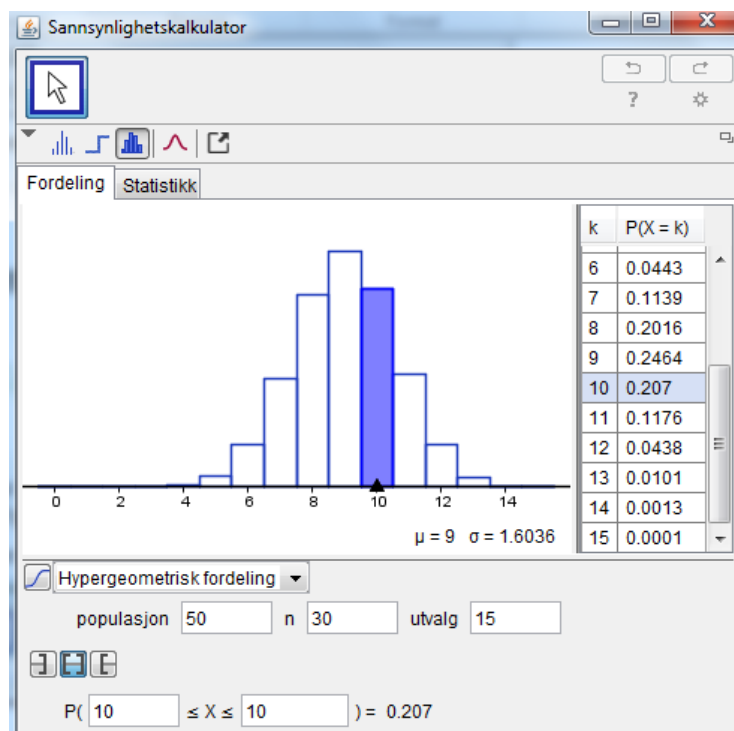 Sannsynlighetskalkulator
?
Fordeling Statistikk
k P(X = k)
6 0.0443
7 0.1139
8 0.2016
9 0.2464
10 0.207
11 0.1176
12 0.0438
13 0.0101
14 0.0013
15 0.0001
0 2 4 6 8 10 12 14
μ = 9 σ = 1.6036
Hypergeometrisk fordeling
populasjon 50 n 30 utvalg 15
P( 10 ≤ X ≤ 10 ) = 0.207